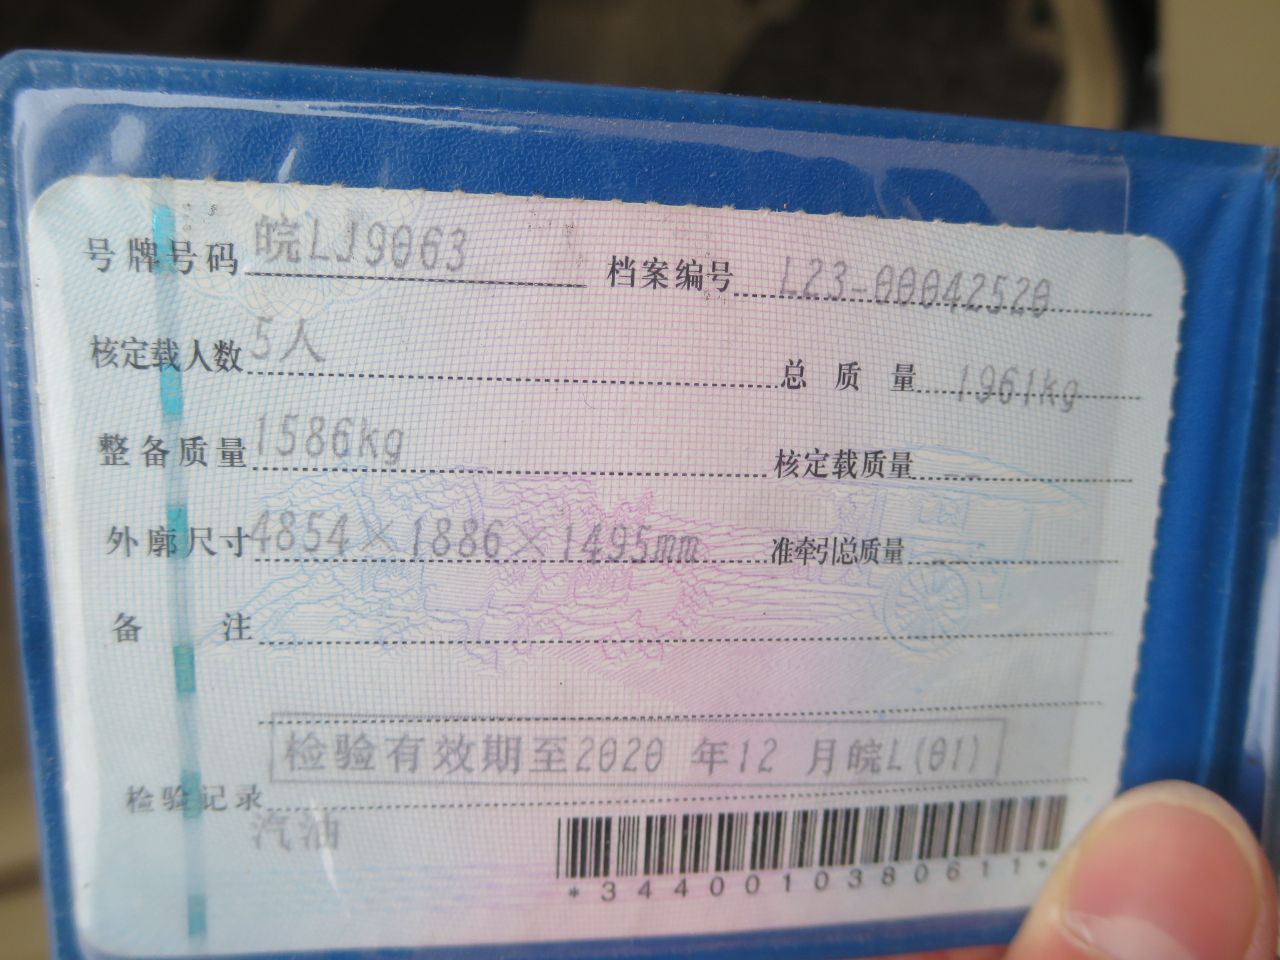 号牌号码 皖LJ9063 档案编号 L23-00042520
核定载人数 5人 总质量 1961kg
整备质量 1586kg 核定载质量 --
外廓尺寸 4854×1886×1495mm 准牵引总质量 --
备注
检验有效期至2020年12月皖L(01)
检验记录
汽油
*3440010380611*